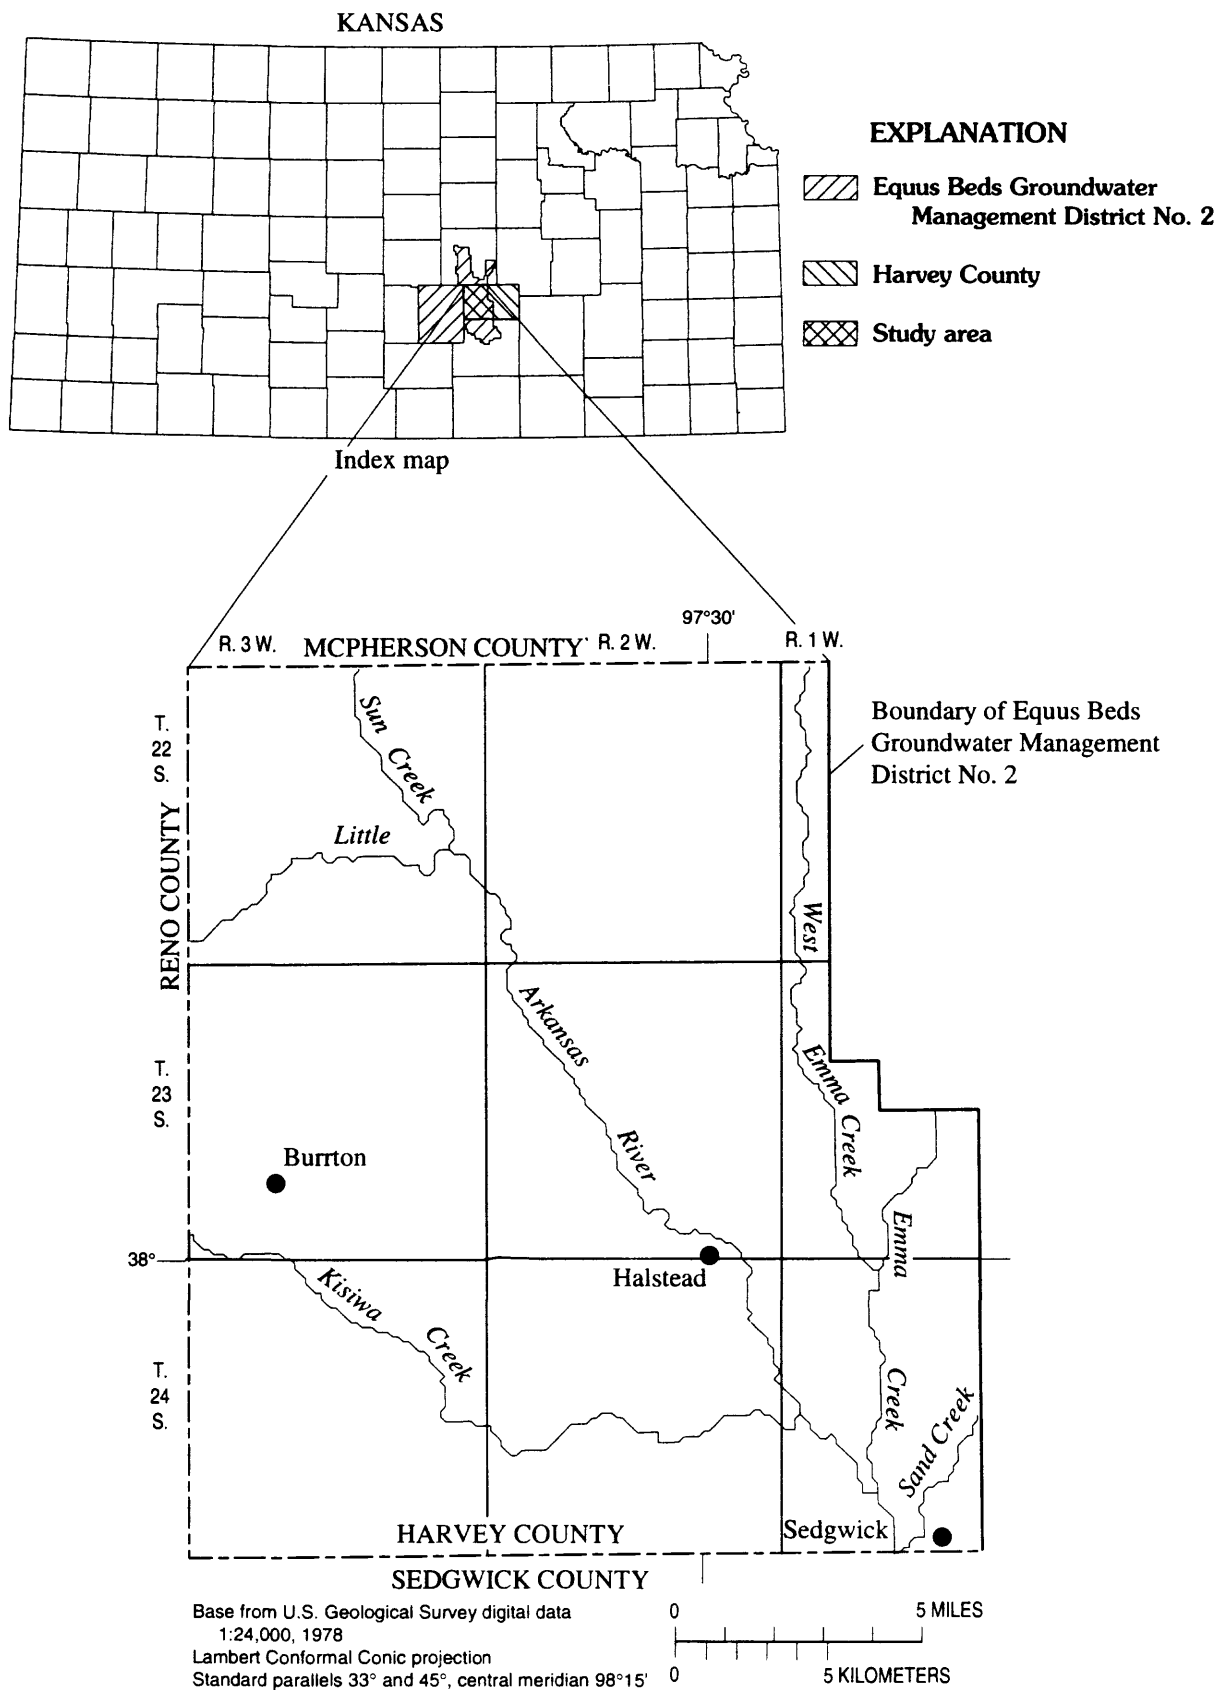 KANSAS
EXPLANATION
Equus Beds Groundwater
Management District No. 2
Harvey County
Study area
Index map
97°30'
R. 3 W.
MCPHERSON COUNTY
R. 2 W.
R. 1 W.
Boundary of Equus Beds
Groundwater Management
District No. 2
T.
22
S.
Sun Creek
Little
RENO COUNTY
West
Arkansas
T.
23
S.
Emma Creek
River
Burrton
Emma
38°
Halstead
Kisiwa
Creek
T.
24
S.
Creek
Sand Creek
HARVEY COUNTY
Sedgwick
SEDGWICK COUNTY
Base from U.S. Geological Survey digital data
1:24,000, 1978
Lambert Conformal Conic projection
Standard parallels 33° and 45°, central meridian 98°15'
0
5 MILES
0
5 KILOMETERS